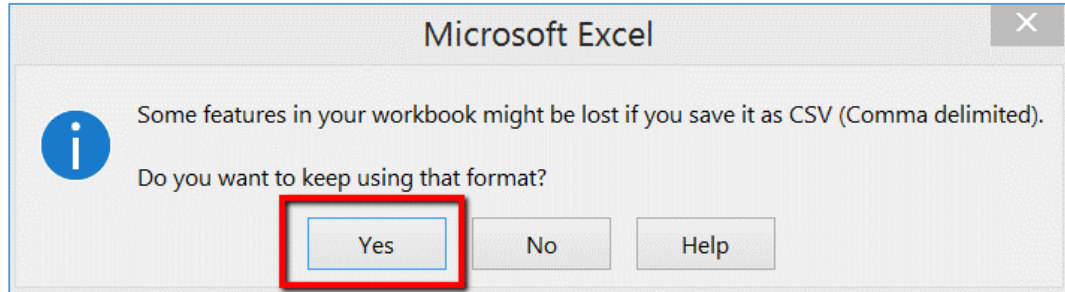 Microsoft Excel
Some features in your workbook might be lost if you save it as CSV (Comma delimited).
Do you want to keep using that format?
Yes No Help